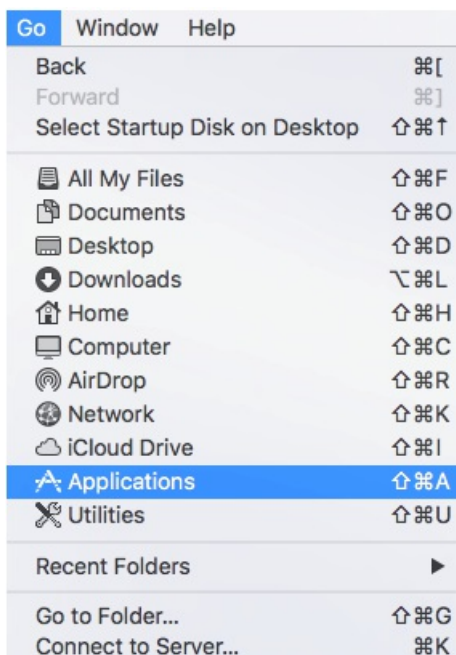 Go Window Help
Back ⌘[
Forward ⌘]
Select Startup Disk on Desktop ⇧⌘↑
All My Files ⇧⌘F
Documents ⇧⌘O
Desktop ⇧⌘D
Downloads ⌥⌘L
Home ⇧⌘H
Computer ⇧⌘C
AirDrop ⇧⌘R
Network ⇧⌘K
iCloud Drive ⇧⌘I
Applications ⇧⌘A
Utilities ⇧⌘U
Recent Folders ▶
Go to Folder... ⇧⌘G
Connect to Server... ⌘K